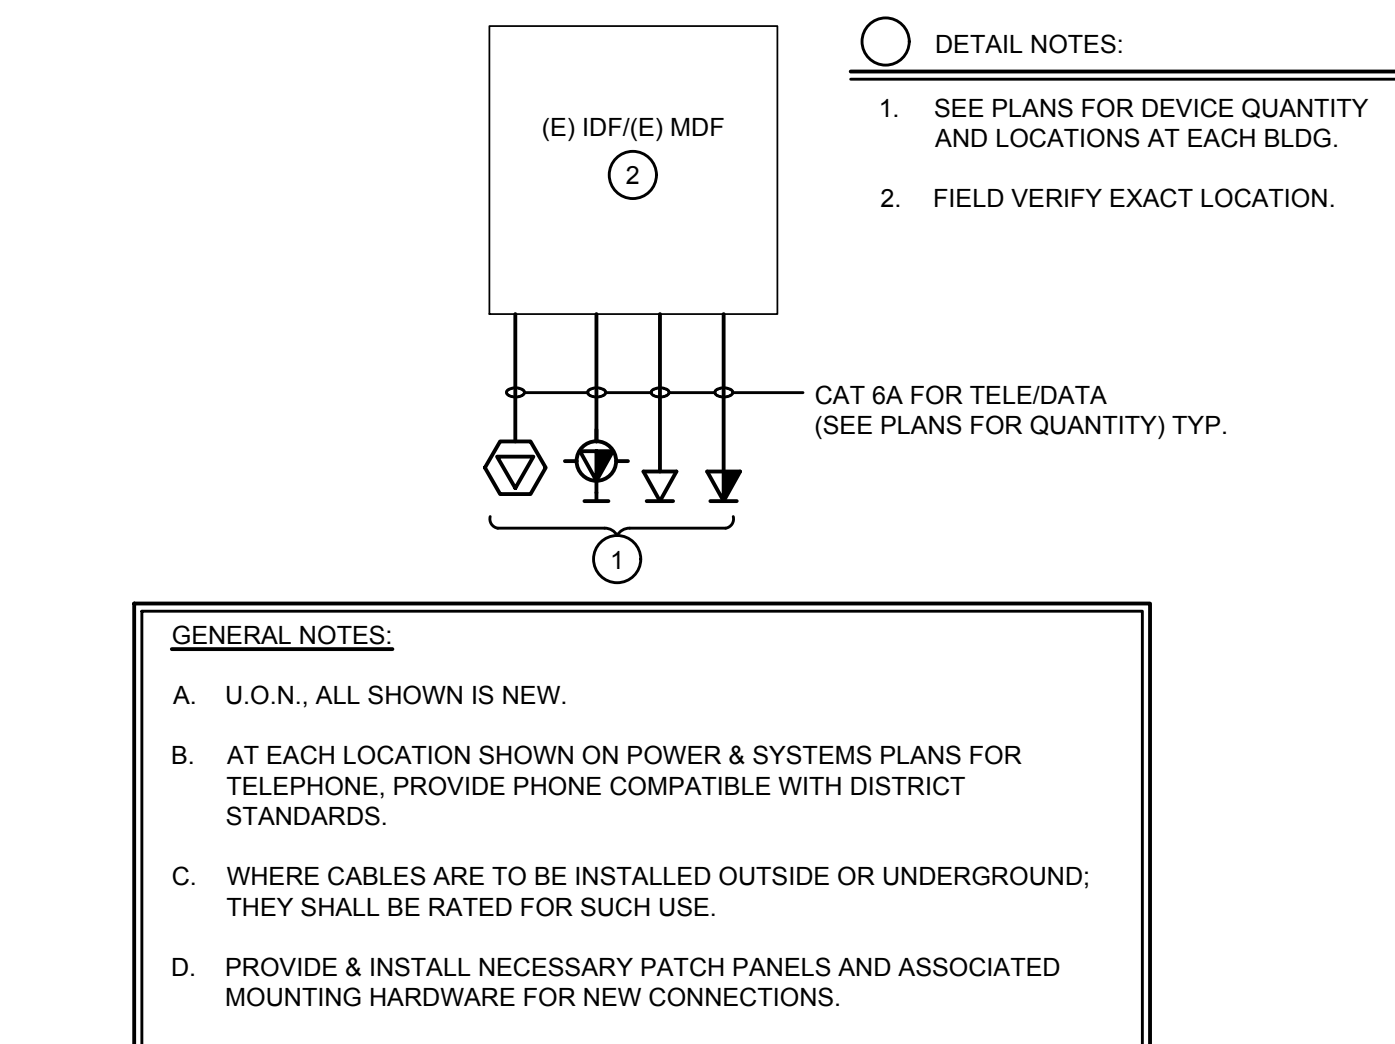 (E) IDF/(E) MDF
2
DETAIL NOTES:
1. SEE PLANS FOR DEVICE QUANTITY
AND LOCATIONS AT EACH BLDG.
2. FIELD VERIFY EXACT LOCATION.
CAT 6A FOR TELE/DATA
(SEE PLANS FOR QUANTITY) TYP.
1
GENERAL NOTES:
A. U.O.N., ALL SHOWN IS NEW.
B. AT EACH LOCATION SHOWN ON POWER & SYSTEMS PLANS FOR
TELEPHONE, PROVIDE PHONE COMPATIBLE WITH DISTRICT
STANDARDS.
C. WHERE CABLES ARE TO BE INSTALLED OUTSIDE OR UNDERGROUND;
THEY SHALL BE RATED FOR SUCH USE.
D. PROVIDE & INSTALL NECESSARY PATCH PANELS AND ASSOCIATED
MOUNTING HARDWARE FOR NEW CONNECTIONS.